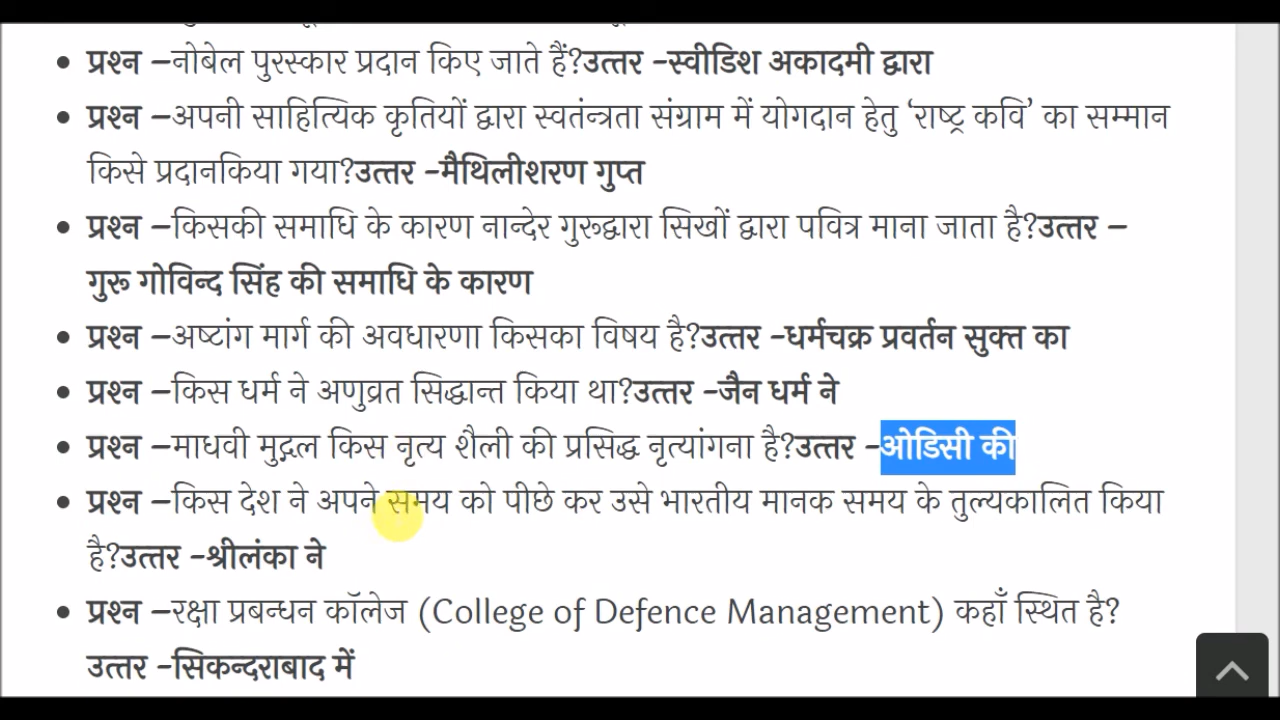 प्रश्न –नोबेल पुरस्कार प्रदान किए जाते हैं?उत्तर -स्वीडिश अकादमी द्वारा
प्रश्न –अपनी साहित्यिक कृतियों द्वारा स्वतंन्त्रता संग्राम में योगदान हेतु ‘राष्ट्र कवि’ का सम्मान
किसे प्रदानकिया गया?उत्तर -मैथिलीशरण गुप्त
प्रश्न –किसकी समाधि के कारण नान्देर गुरूद्वारा सिखों द्वारा पवित्र माना जाता है?उत्तर –
गुरू गोविन्द सिंह की समाधि के कारण
प्रश्न –अष्टांग मार्ग की अवधारणा किसका विषय है?उत्तर -धर्मचक्र प्रवर्तन सुक्त का
प्रश्न –किस धर्म ने अणुव्रत सिद्धान्त किया था?उत्तर -जैन धर्म ने
प्रश्न –माधवी मुद्गल किस नृत्य शैली की प्रसिद्ध नृत्यांगना है?उत्तर -ओडिसी की
प्रश्न –किस देश ने अपने समय को पीछे कर उसे भारतीय मानक समय के तुल्यकालित किया
है?उत्तर -श्रीलंका ने
प्रश्न –रक्षा प्रबन्धन कॉलेज (College of Defence Management) कहाँ स्थित है?
उत्तर -सिकन्दराबाद में